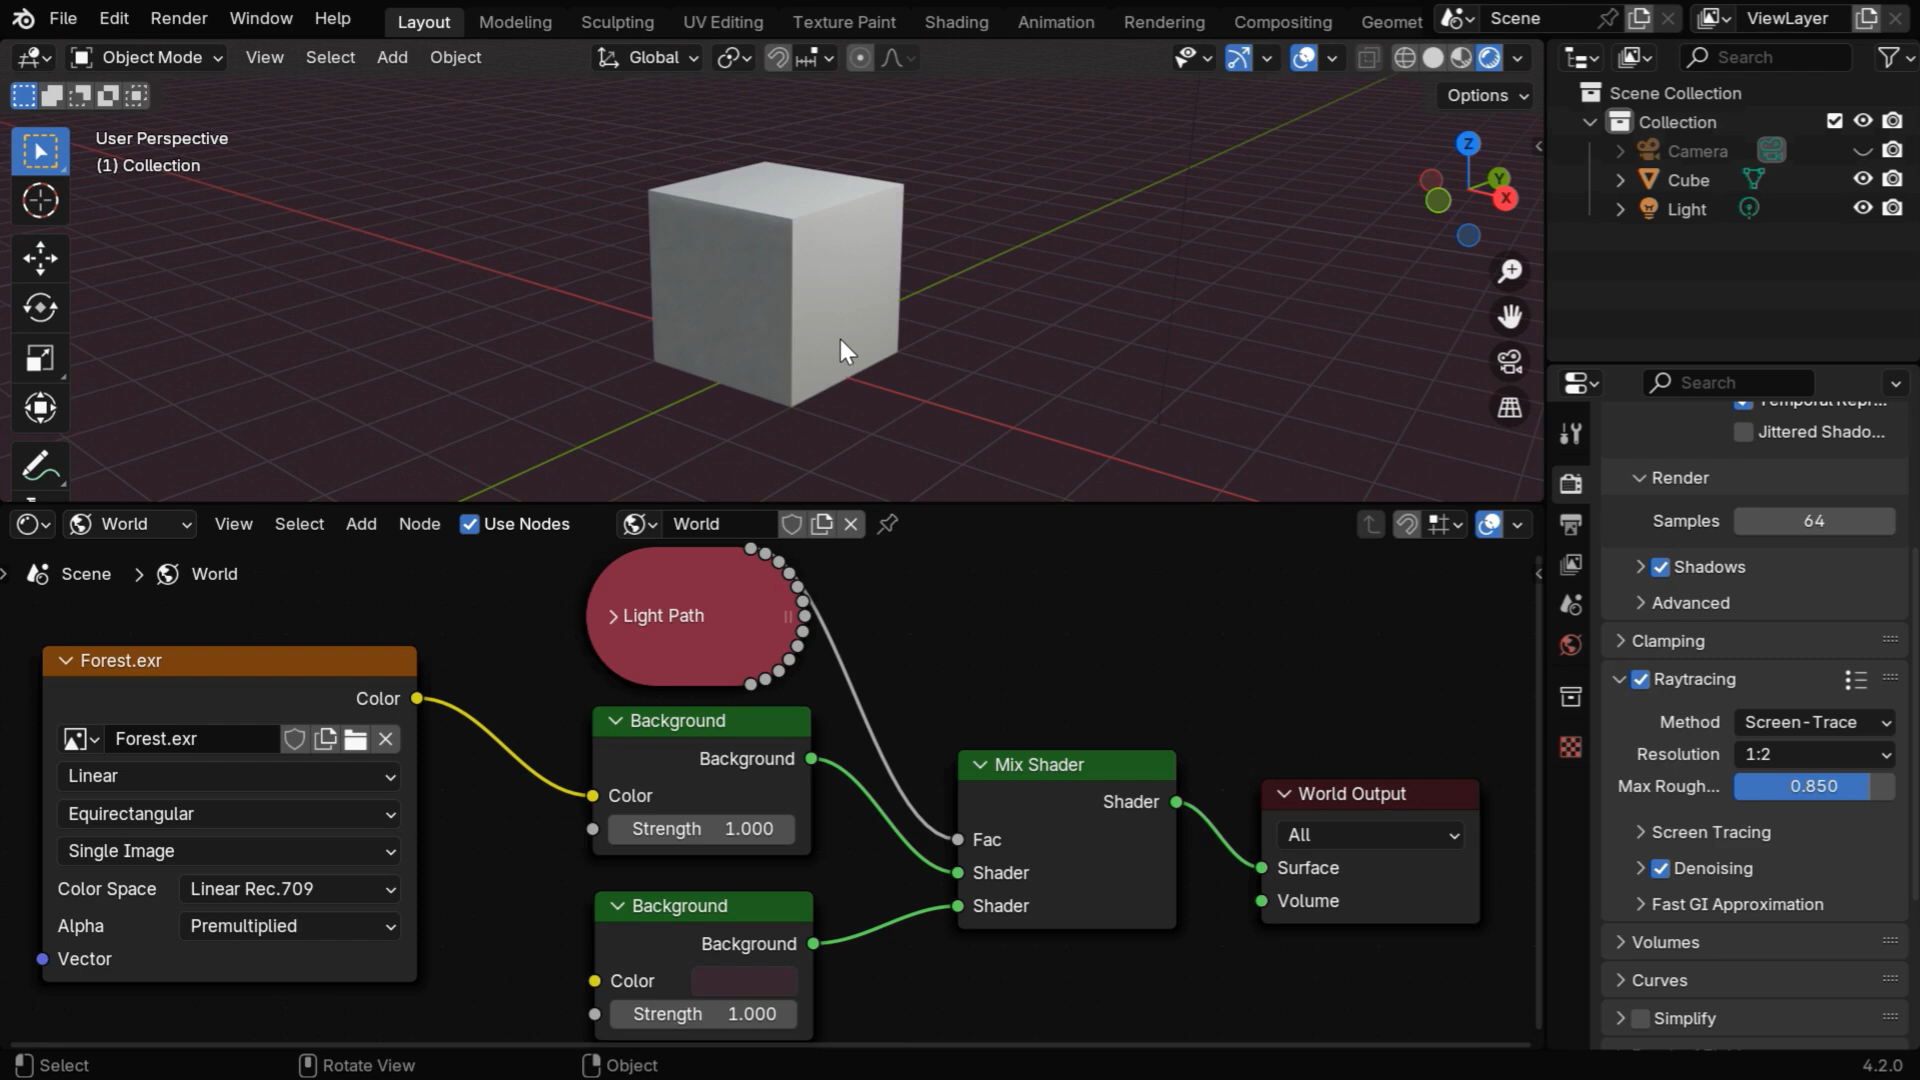 File Edit Render Window Help Layout Modeling Sculpting UV Editing Texture Paint Shading Animation Rendering Compositing Geomet Scene ViewLayer
Object Mode View Select Add Object Global Search
Options
User Perspective
(1) Collection
Z
Y
X
Scene Collection
Collection
Camera
Cube
Light
Search
Jittered Shado...
Render
Samples 64
Shadows
Advanced
Clamping
Raytracing
Method Screen-Trace
Resolution 1:2
Max Rough... 0.850
Screen Tracing
Denoising
Fast GI Approximation
Volumes
Curves
Simplify
World View Select Add Node Use Nodes World
Scene > World
Light Path
Forest.exr
Color
Forest.exr
Linear
Equirectangular
Single Image
Color Space Linear Rec.709
Alpha Premultiplied
Vector
Background
Background
Color
Strength 1.000
Background
Background
Color
Strength 1.000
Mix Shader
Shader
Fac
Shader
Shader
World Output
All
Surface
Volume
Select Rotate View Object 4.2.0